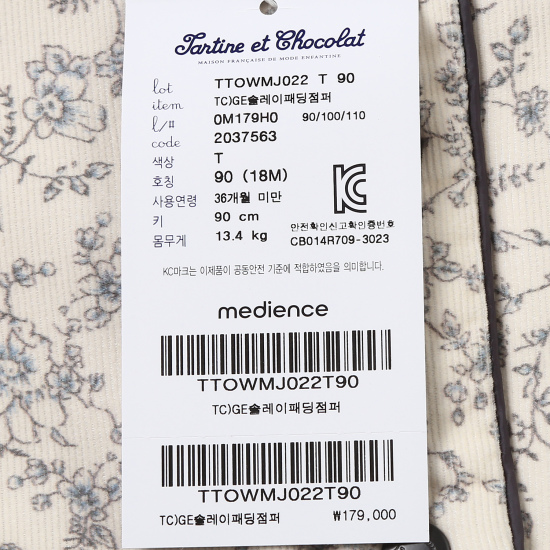 Tartine et Chocolat
MAISON FRANÇAISE DE MODE ENFANTINE
lot TTOWMJ022 T 90
item TC)GE솔레이패딩점퍼
l/# 0M179H0 90/100/110
code 2037563
색상 T
호칭 90 (18M)
사용연령 36개월 미만
키 90 cm
몸무게 13.4 kg
안전확인신고확인증번호
CB014R709-3023
KC마크는 이제품이 공통안전 기준에 적합하였음을 의미합니다.
medience
TTOWMJ022T90
TC)GE솔레이패딩점퍼
TTOWMJ022T90
TC)GE솔레이패딩점퍼 ₩179,000